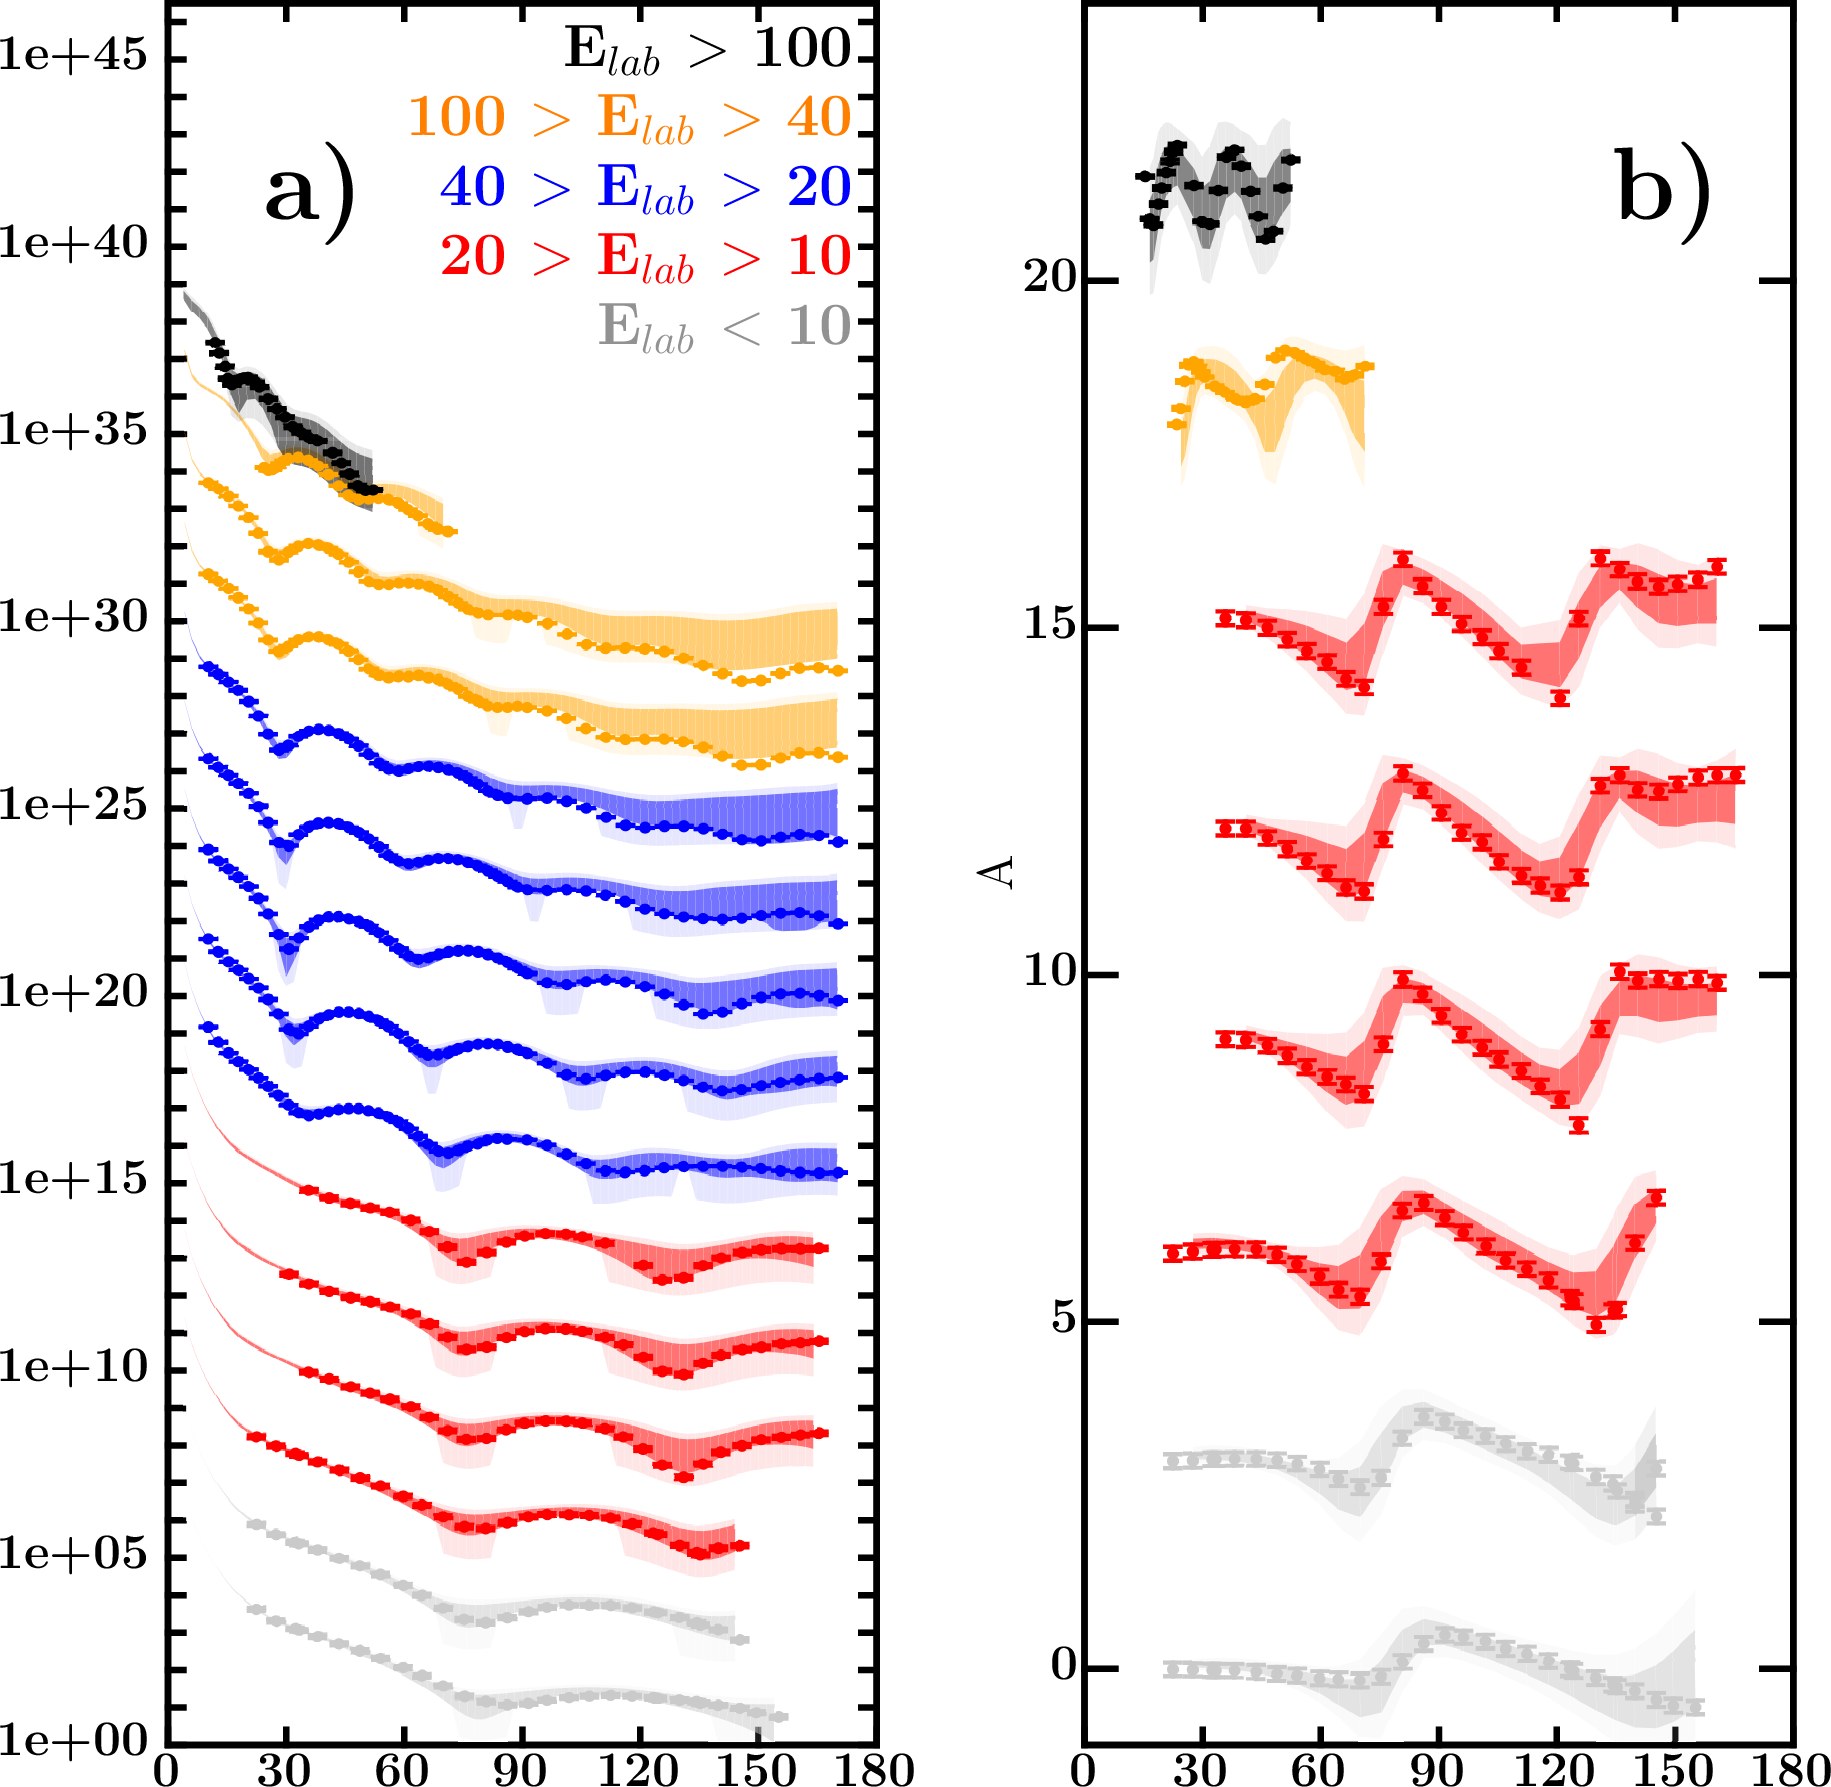 E_lab > 100
100 > E_lab > 40
40 > E_lab > 20
20 > E_lab > 10
E_lab < 10
a)
1e+45
1e+40
1e+35
1e+30
1e+25
1e+20
1e+15
1e+10
1e+05
1e+00
0 30 60 90 120 150 180
b)
A
20
15
10
5
0
0 30 60 90 120 150 180